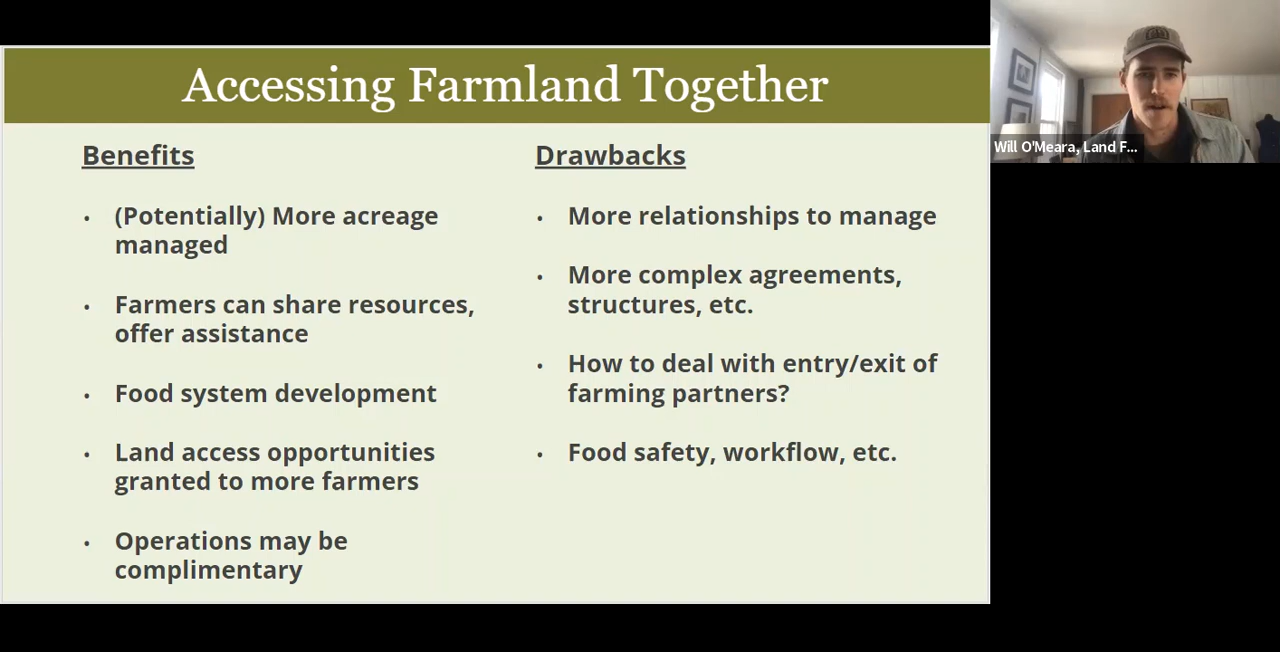 Accessing Farmland Together
Benefits
• (Potentially) More acreage
managed
• Farmers can share resources,
offer assistance
• Food system development
• Land access opportunities
granted to more farmers
• Operations may be
complimentary
Drawbacks
• More relationships to manage
• More complex agreements,
structures, etc.
• How to deal with entry/exit of
farming partners?
• Food safety, workflow, etc.
Will O'Meara, Land F...